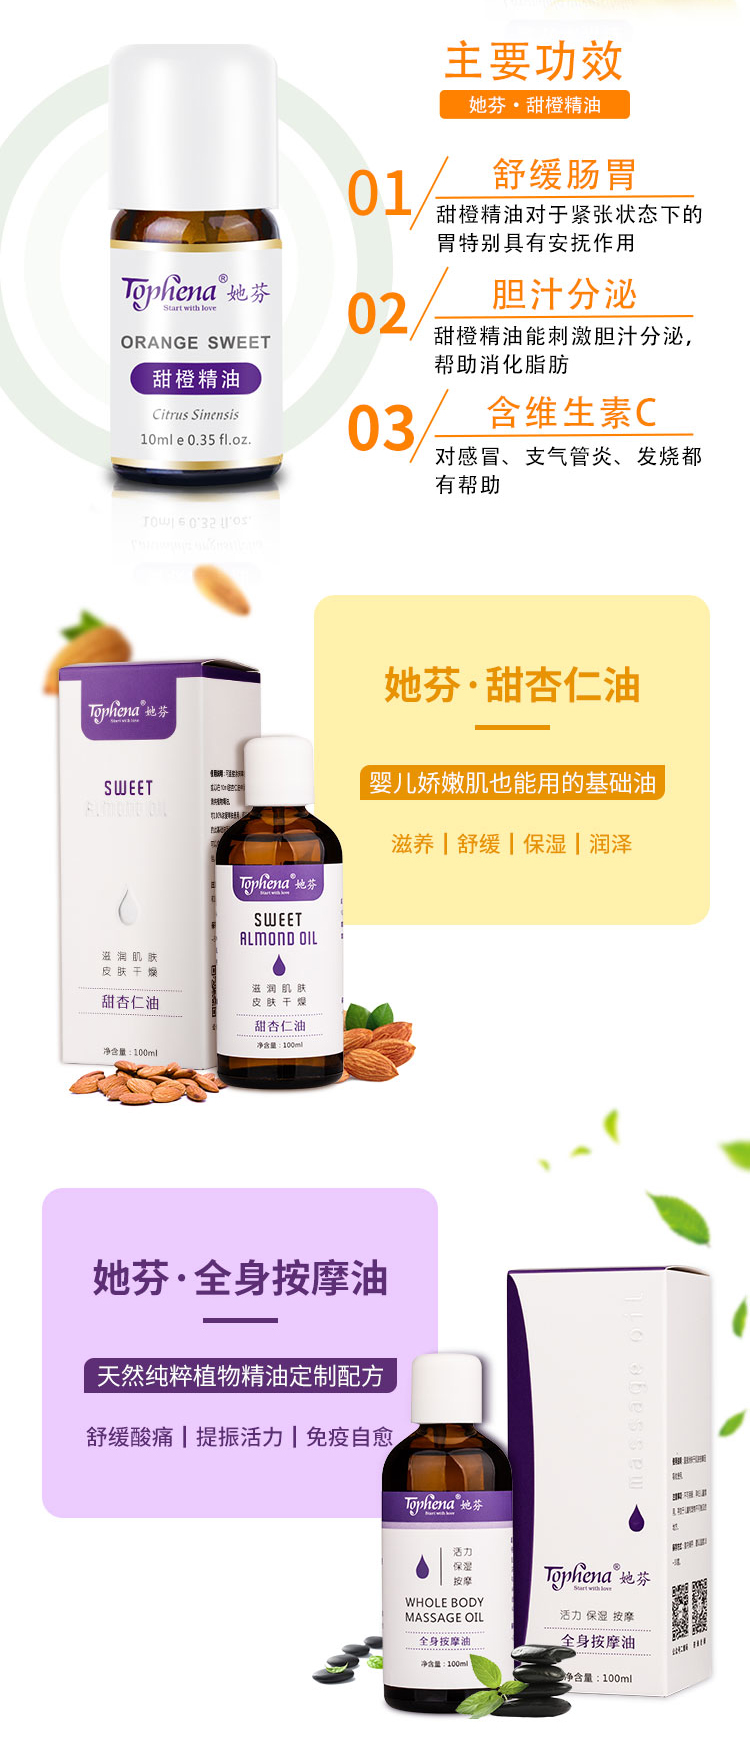 主要功效
她芬·甜橙精油
01
舒缓肠胃
甜橙精油对于紧张状态下的
胃特别具有安抚作用
02
胆汁分泌
甜橙精油能刺激胆汁分泌,
帮助消化脂肪
03
含维生素C
对感冒、支气管炎、发烧都
有帮助
Tophena® 她芬
Start with love
ORANGE SWEET
甜橙精油
Citrus Sinensis
10ml e 0.35 fl.oz.
她芬·甜杏仁油
婴儿娇嫩肌也能用的基础油
滋养 | 舒缓 | 保湿 | 润泽
Tophena® 她芬
Start with love
SWEET
ALMOND OIL
滋润肌肤
皮肤干燥
甜杏仁油
净含量：100ml
Tophena® 她芬
Start with love
SWEET
ALMOND OIL
滋润肌肤
皮肤干燥
甜杏仁油
净含量：100ml
她芬·全身按摩油
天然纯粹植物精油定制配方
舒缓酸痛 | 提振活力 | 免疫自愈
Tophena® 她芬
Start with love
活力
保湿
按摩
WHOLE BODY
MASSAGE OIL
全身按摩油
净含量：100ml
massage oil
Tophena® 她芬
Start with love
活力 保湿 按摩
全身按摩油
净含量：100ml